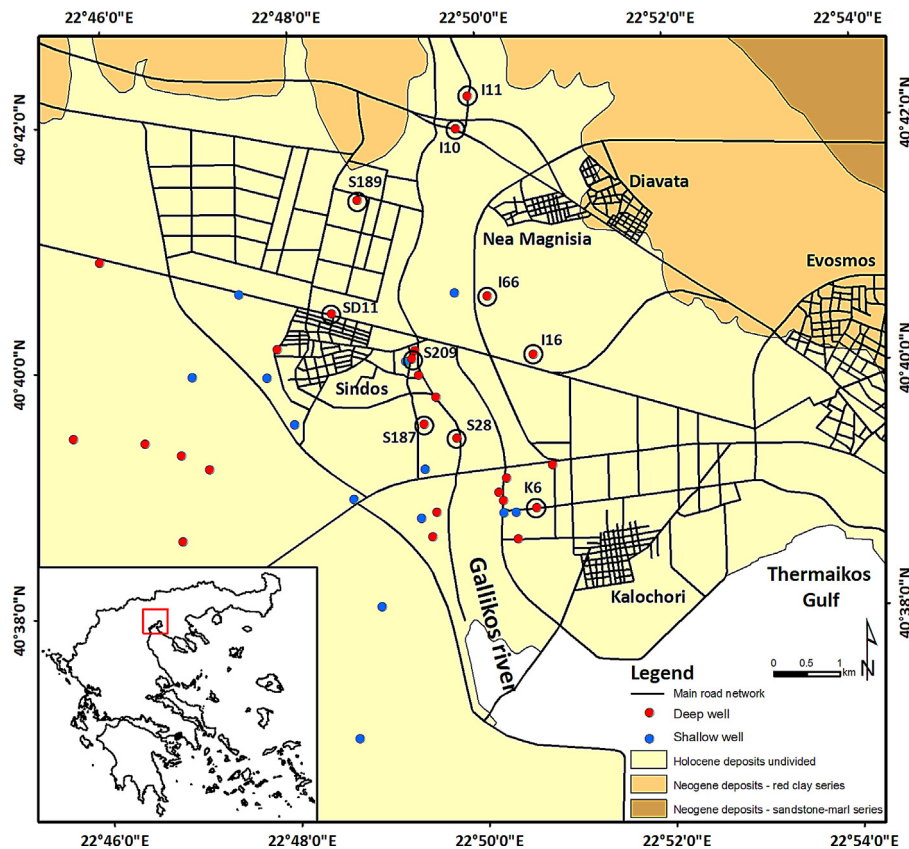 22°46'0"E 22°48'0"E 22°50'0"E 22°52'0"E 22°54'0"E
I11
40°42'0"N
40°42'0"N
I10
S189
Diavata
Nea Magnisia
Evosmos
I66
SD11
I16
S209
40°40'0"N
40°40'0"N
Sindos
S187
S28
K6
Gallikos river
Kalochori
Thermaikos
Gulf
40°38'0"N
40°38'0"N
N
0 0.5 1
km
Legend
Main road network
Deep well
Shallow well
Holocene deposits undivided
Neogene deposits - red clay series
Neogene deposits - sandstone-marl series
22°46'0"E 22°48'0"E 22°50'0"E 22°52'0"E 22°54'0"E